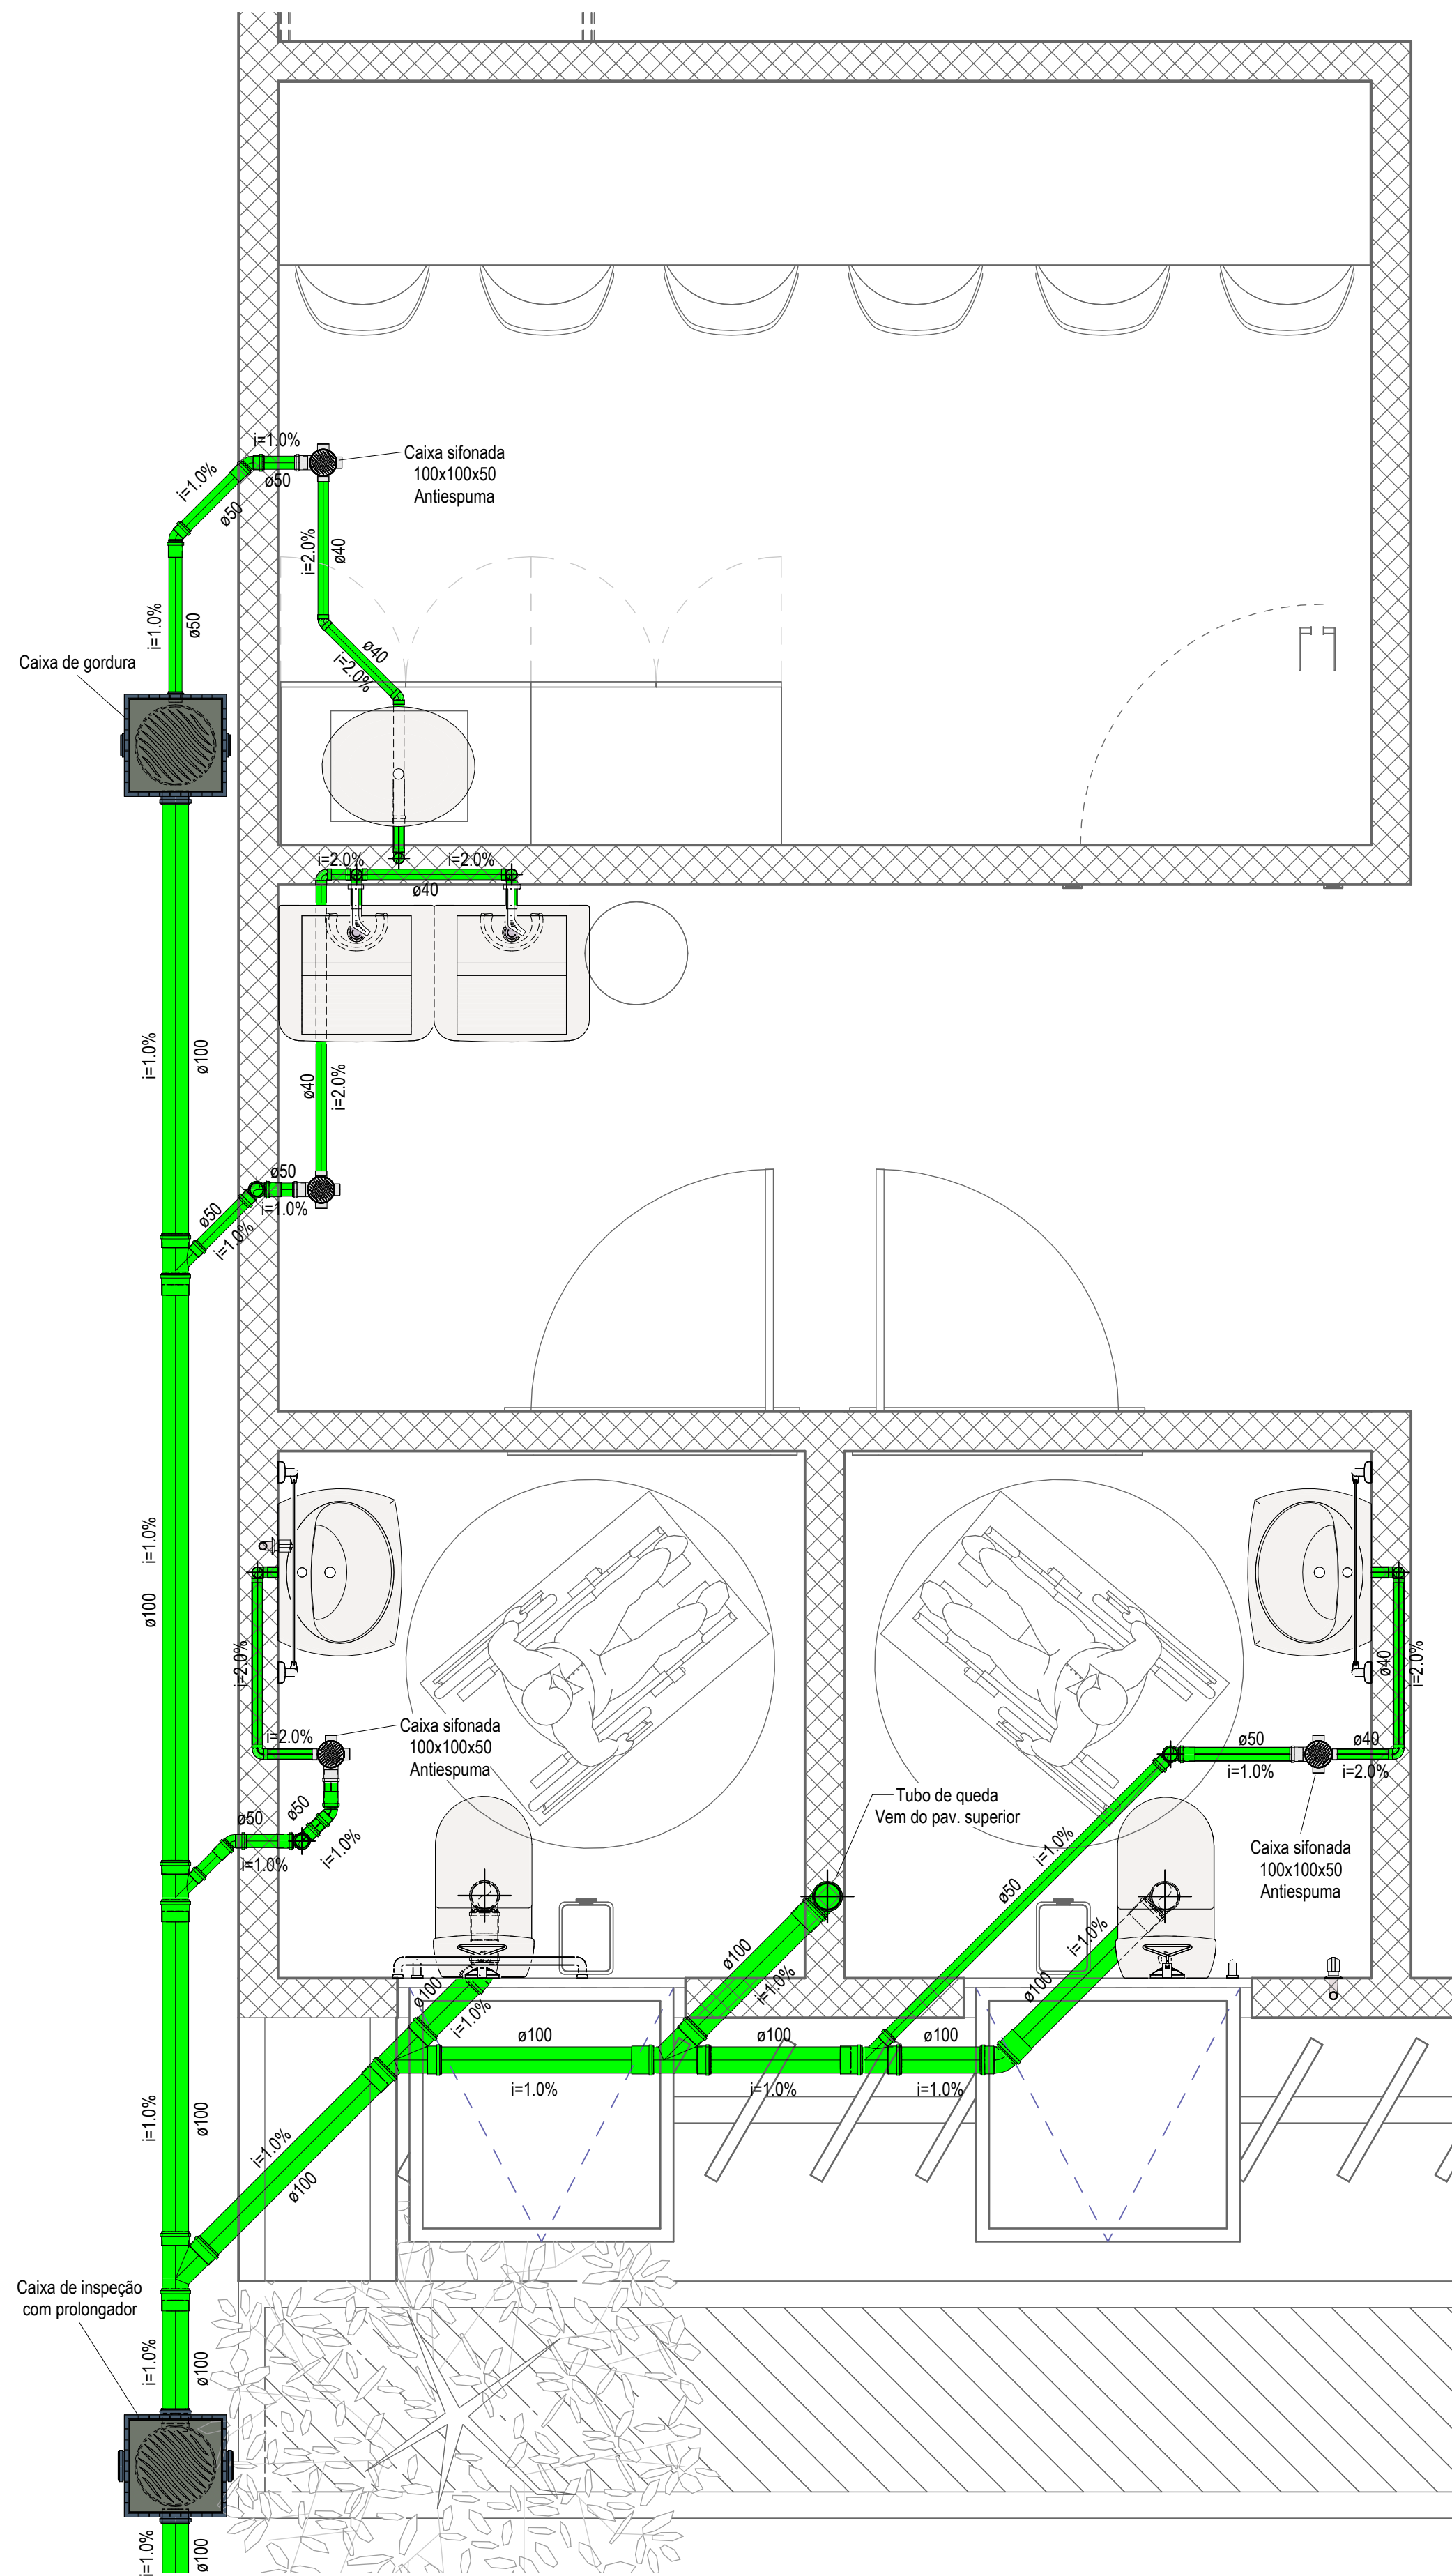 i=1.0%
ø50
Caixa sifonada
100x100x50
Antiespuma
i=1.0%
ø50
i=2.0%
ø40
i=1.0%
ø50
ø40
i=2.0%
Caixa de gordura
i=2.0%
i=2.0%
ø40
i=1.0%
ø100
ø40
i=2.0%
ø50
i=1.0%
ø50
i=1.0%
i=1.0%
ø100
i=2.0%
i=2.0%
Caixa sifonada
100x100x50
Antiespuma
ø40
i=2.0%
ø50
i=1.0%
ø40
i=2.0%
ø50
i=1.0%
ø50
i=1.0%
Tubo de queda
Vem do pav. superior
Caixa sifonada
100x100x50
Antiespuma
i=1.0%
ø50
ø100
i=1.0%
i=1.0%
ø100
ø100
i=1.0%
ø100
i=1.0%
ø100
i=1.0%
ø100
i=1.0%
i=1.0%
ø100
i=1.0%
ø100
Caixa de inspeção
com prolongador
i=1.0%
ø100
i=1.0%
ø100